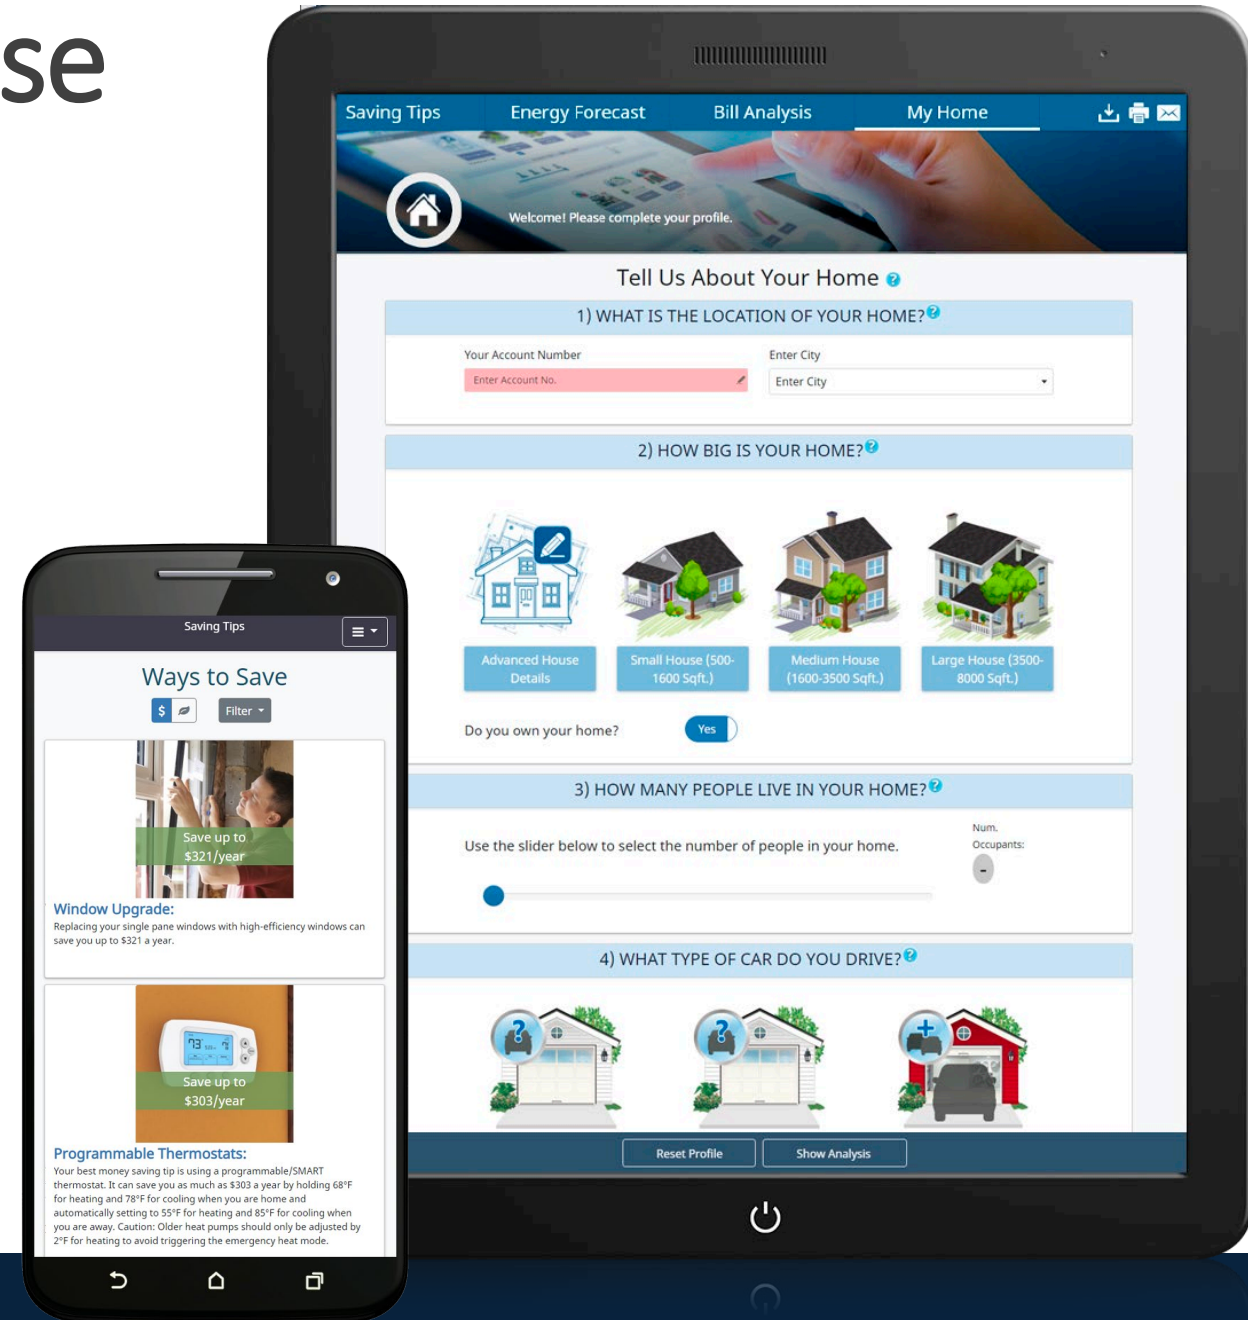 se
Saving Tips
Energy Forecast
Bill Analysis
My Home
Welcome! Please complete your profile.
Tell Us About Your Home ?
1) WHAT IS THE LOCATION OF YOUR HOME? ?
Your Account Number
Enter City
Enter Account No.
Enter City
2) HOW BIG IS YOUR HOME? ?
Advanced House
Details
Small House (500-
1600 Sqft.)
Medium House
(1600-3500 Sqft.)
Large House (3500-
8000 Sqft.)
Do you own your home?
Yes
3) HOW MANY PEOPLE LIVE IN YOUR HOME? ?
Use the slider below to select the number of people in your home.
Num.
Occupants:
-
4) WHAT TYPE OF CAR DO YOU DRIVE? ?
?
?
+
Reset Profile
Show Analysis
Saving Tips
Ways to Save
$
Filter
Save up to
$321/year
Window Upgrade:
Replacing your single pane windows with high-efficiency windows can
save you up to $321 a year.
73°
Save up to
$303/year
Programmable Thermostats:
Your best money saving tip is using a programmable/SMART
thermostat. It can save you as much as $303 a year by holding 68°F
for heating and 78°F for cooling when you are home and
automatically setting to 55°F for heating and 85°F for cooling when
you are away. Caution: Older heat pumps should only be adjusted by
2°F for heating to avoid triggering the emergency heat mode.